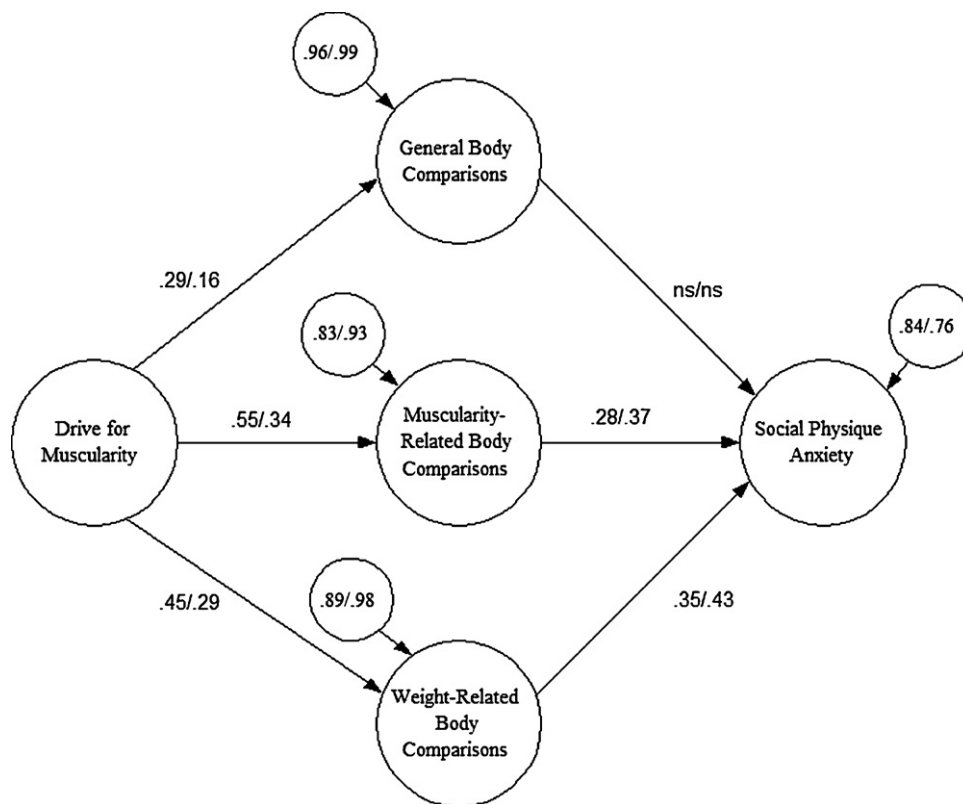 .96/.99
General Body
Comparisons
.29/.16
ns/ns
.83/.93
.84/.76
Drive for
Muscularity
.55/.34
Muscularity-
Related Body
Comparisons
.28/.37
Social Physique
Anxiety
.45/.29
.89/.98
.35/.43
Weight-Related
Body
Comparisons